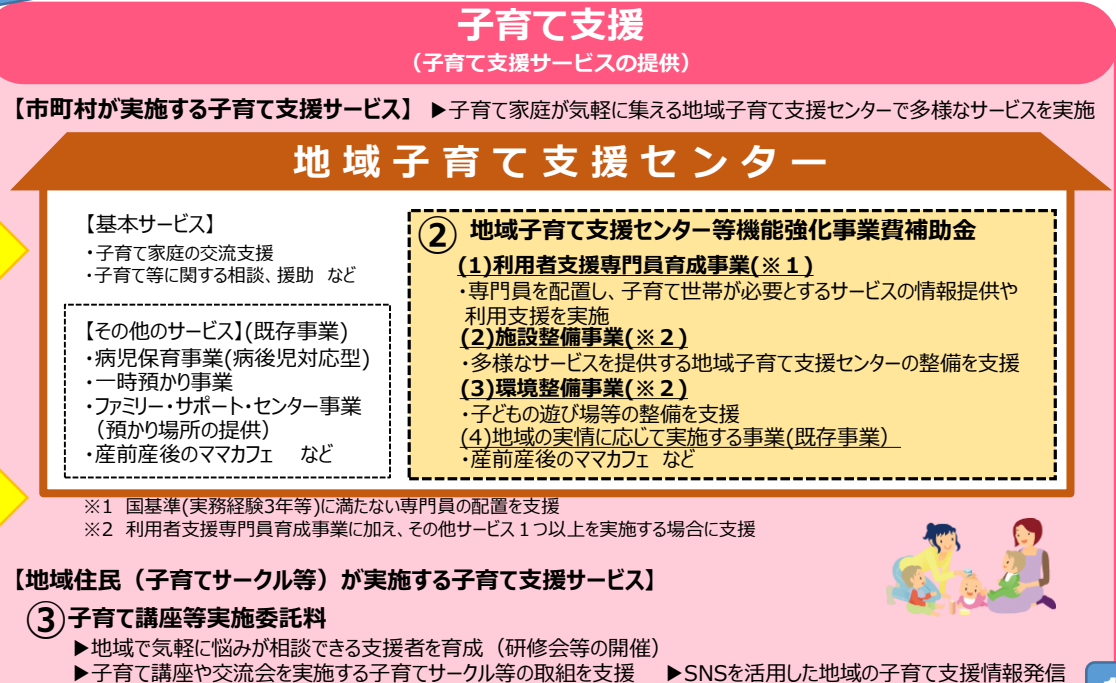 子育て支援
（子育て支援サービスの提供）
【市町村が実施する子育て支援サービス】 ▶子育て家庭が気軽に集える地域子育て支援センターで多様なサービスを実施
地域子育て支援センター
【基本サービス】
・子育て家庭の交流支援
・子育て等に関する相談、援助　など
【その他のサービス】(既存事業)
・病児保育事業(病後児対応型)
・一時預かり事業
・ファミリー・サポート・センター事業
（預かり場所の提供）
・産前産後のママカフェ　など
② 地域子育て支援センター等機能強化事業費補助金
(1)利用者支援専門員育成事業(※１)
・専門員を配置し、子育て世帯が必要とするサービスの情報提供や
利用支援を実施
(2)施設整備事業(※２)
・多様なサービスを提供する地域子育て支援センターの整備を支援
(3)環境整備事業(※２)
・子どもの遊び場等の整備を支援
(4)地域の実情に応じて実施する事業(既存事業）
・産前産後のママカフェ など
※1　国基準(実務経験3年等)に満たない専門員の配置を支援
※2　利用者支援専門員育成事業に加え、その他サービス１つ以上を実施する場合に支援
【地域住民（子育てサークル等）が実施する子育て支援サービス】
③子育て講座等実施委託料
▶地域で気軽に悩みが相談できる支援者を育成（研修会等の開催）
▶子育て講座や交流会を実施する子育てサークル等の取組を支援　▶SNSを活用した地域の子育て支援情報発信